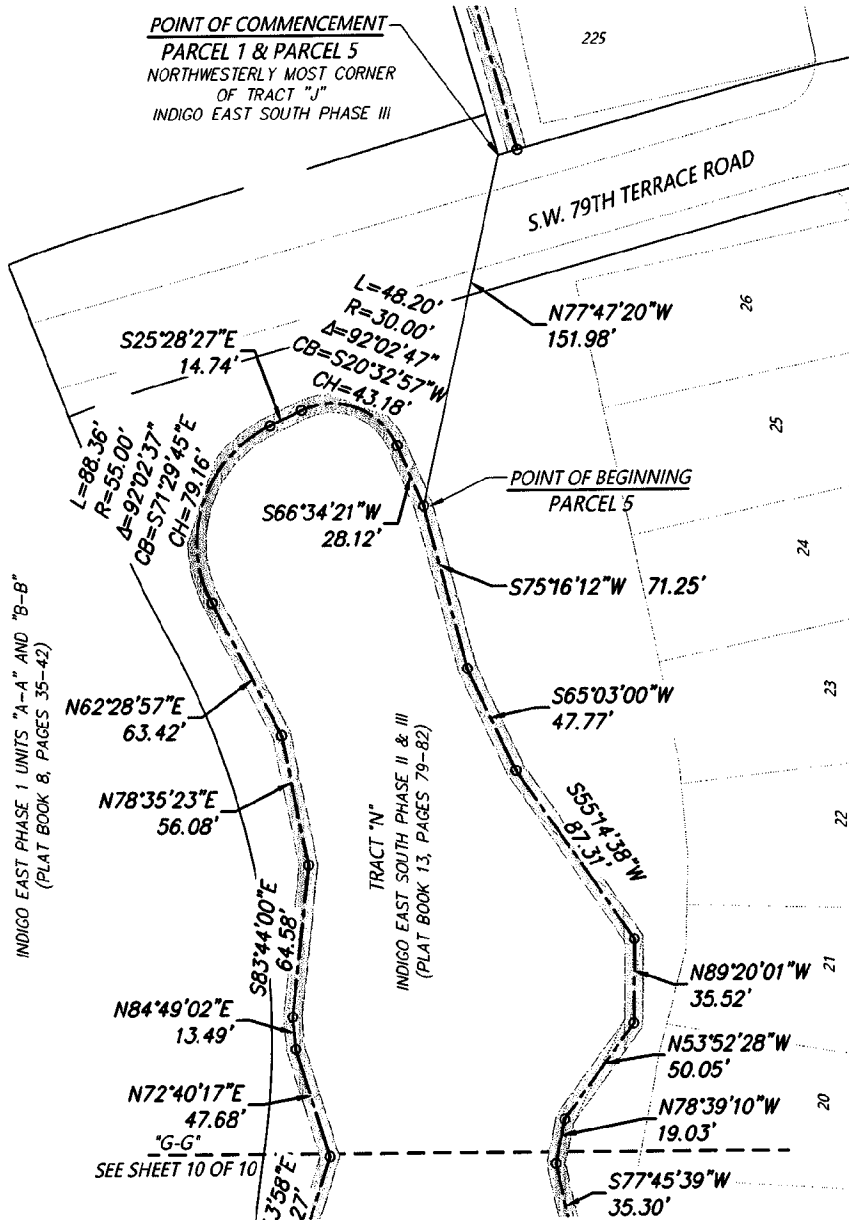 POINT OF COMMENCEMENT
PARCEL 1 & PARCEL 5
NORTHWESTERLY MOST CORNER
OF TRACT "J"
INDIGO EAST SOUTH PHASE III
225
S.W. 79TH TERRACE ROAD
L=48.20'
R=30.00'
Δ=92°02'47"
CB=S20°32'57"W
CH=43.18'
N77°47'20"W
151.98'
26
S25°28'27"E
14.74'
L=88.36'
R=55.00'
Δ=92°02'37"
CB=S71°29'45"E
CH=79.16'
25
POINT OF BEGINNING
PARCEL 5
S66°34'21"W
28.12'
24
S75°16'12"W 71.25'
INDIGO EAST PHASE 1 UNITS "A-A" AND "B-B"
(PLAT BOOK 8, PAGES 35-42)
N62°28'57"E
63.42'
S65°03'00"W
47.77'
23
N78°35'23"E
56.08'
TRACT "N"
INDIGO EAST SOUTH PHASE II & III
(PLAT BOOK 13, PAGES 79-82)
S55°14'38"W
87.31'
22
S83°44'00"E
64.58'
N89°20'01"W
35.52'
21
N84°49'02"E
13.49'
N53°52'28"W
50.05'
N72°40'17"E
47.68'
N78°39'10"W
19.03'
20
"G-G"
SEE SHEET 10 OF 10
3'58"E
27'
S77°45'39"W
35.30'